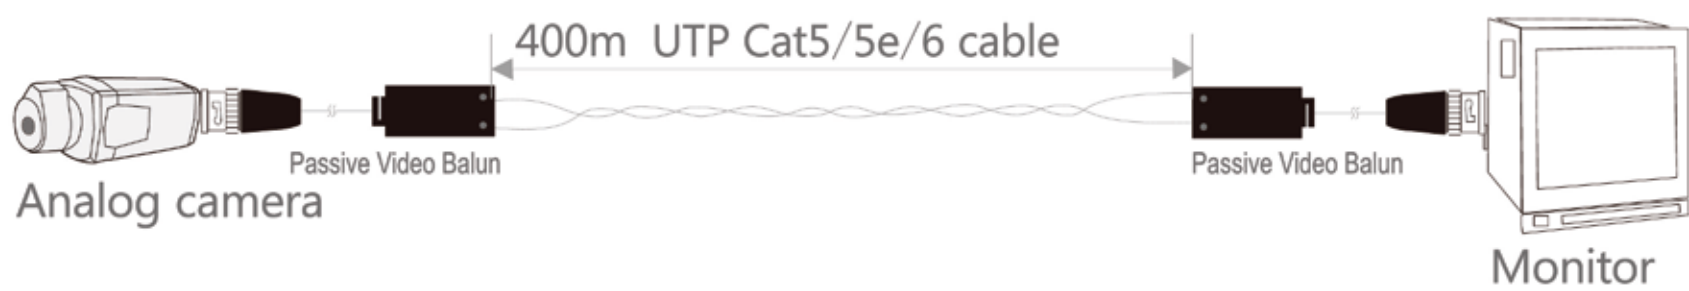 400m UTP Cat5/5e/6 cable
Passive Video Balun
Passive Video Balun
Analog camera
Monitor